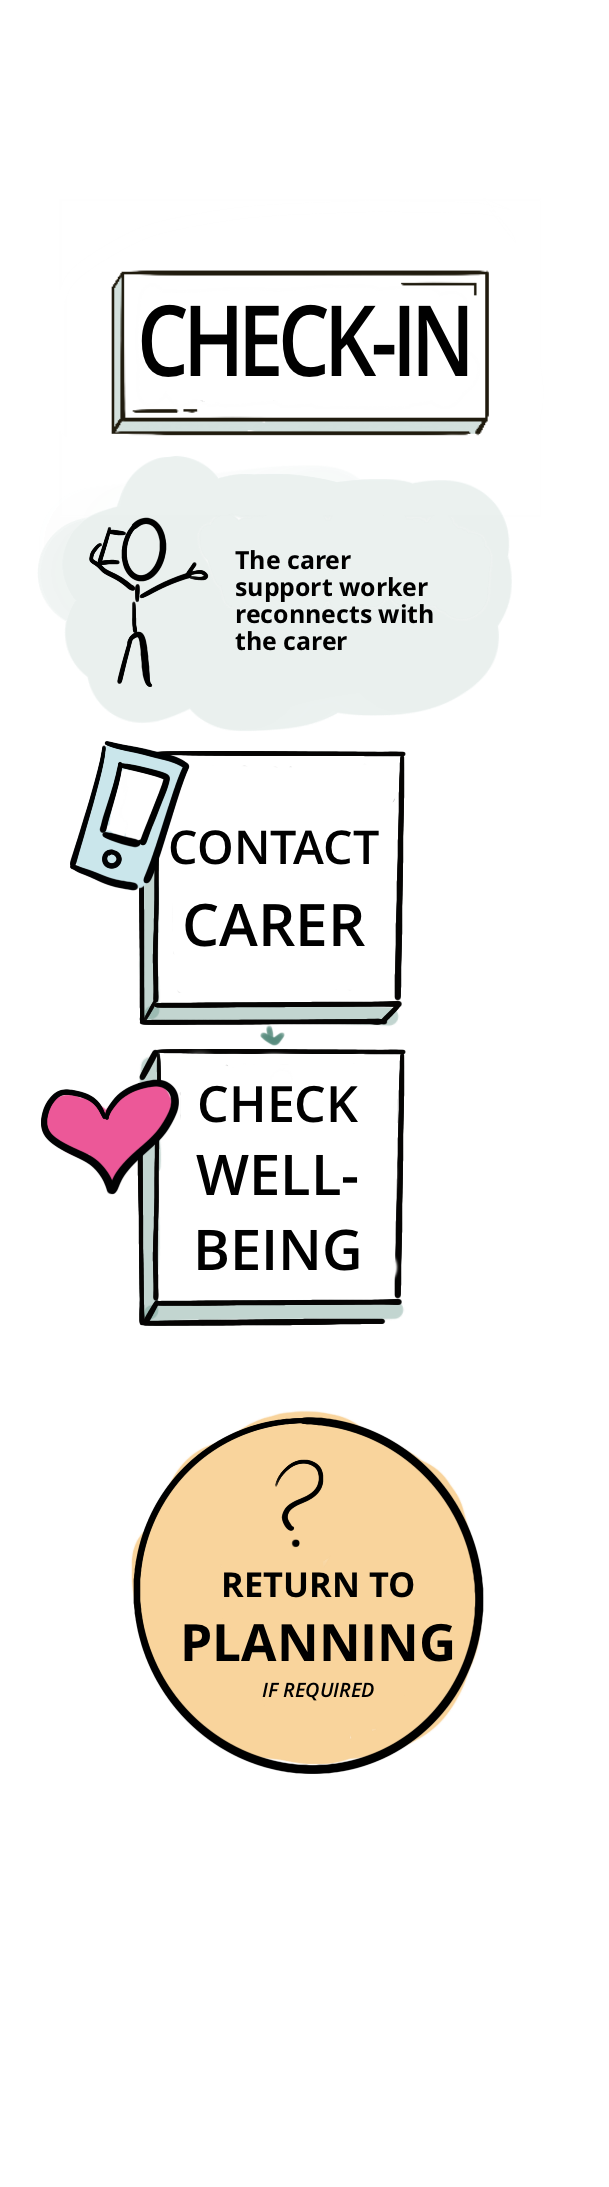 CHECK-IN
The carer
support worker
reconnects with
the carer
CONTACT
CARER
CHECK
WELL-
BEING
?
RETURN TO
PLANNING
IF REQUIRED